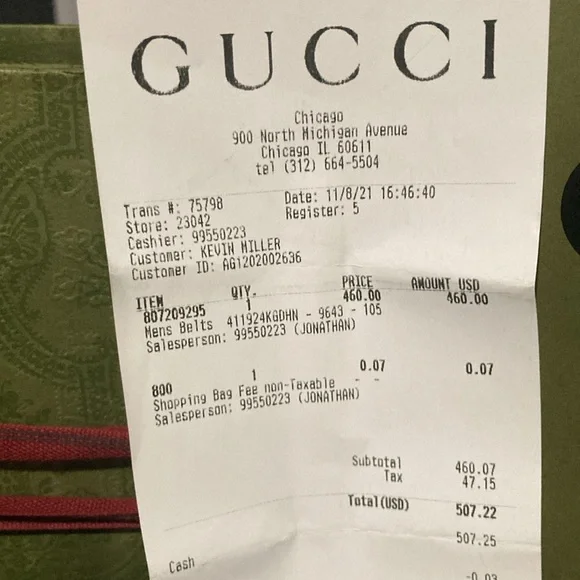 GUCCI
Chicago
900 North Michigan Avenue
Chicago IL 60611
tel (312) 664-5504
Trans #: 75798 Date: 11/8/21 16:46:40
Store: 23042 Register: 5
Cashier: 99550223
Customer: KEVIN MILLER
Customer ID: AG1202002636
ITEM QTY. PRICE AMOUNT USD
807209295 1 460.00 460.00
Mens Belts 411924KGDHN - 9643 - 105
Salesperson: 99550223 (JONATHAN)
800 1 0.07 0.07
Shopping Bag Fee non-Taxable - -
Salesperson: 99550223 (JONATHAN)
Subtotal 460.07
Tax 47.15
Total(USD) 507.22
507.25
Cash
-0.03